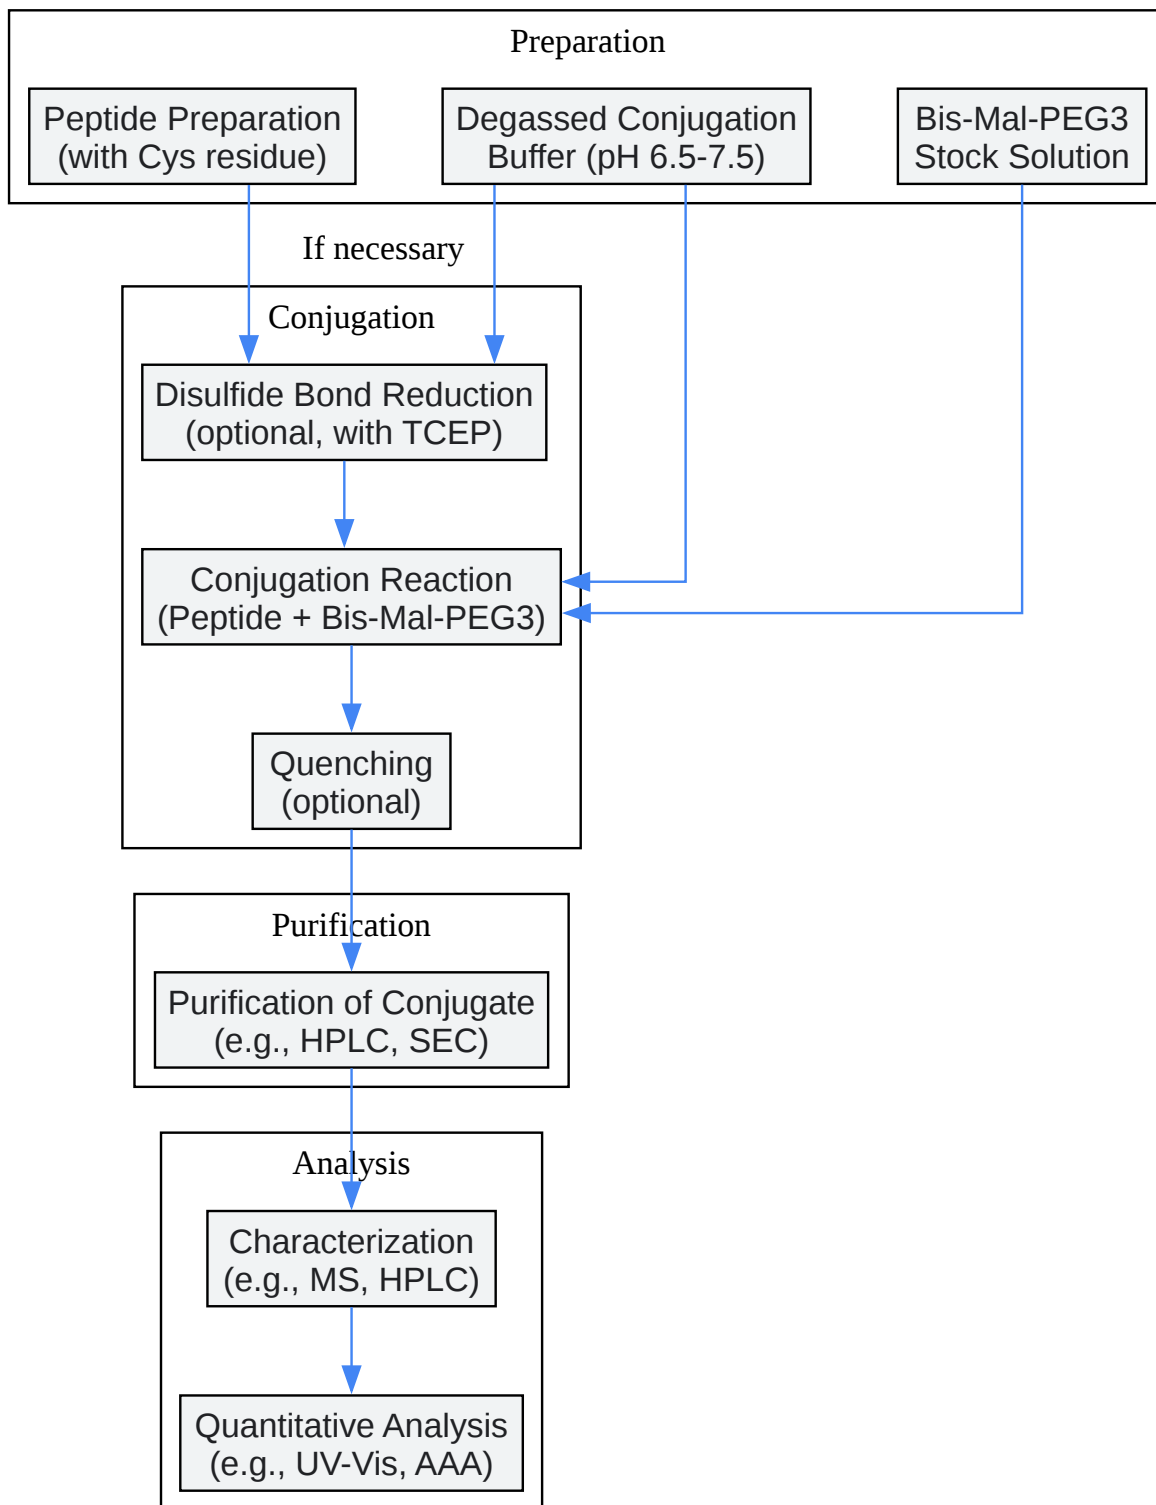 Preparation
Peptide Preparation
(with Cys residue)
Degassed Conjugation
Buffer (pH 6.5-7.5)
Bis-Mal-PEG3
Stock Solution
If necessary
Conjugation
Disulfide Bond Reduction
(optional, with TCEP)
Conjugation Reaction
(Peptide + Bis-Mal-PEG3)
Quenching
(optional)
Purification
Purification of Conjugate
(e.g., HPLC, SEC)
Analysis
Characterization
(e.g., MS, HPLC)
Quantitative Analysis
(e.g., UV-Vis, AAA)